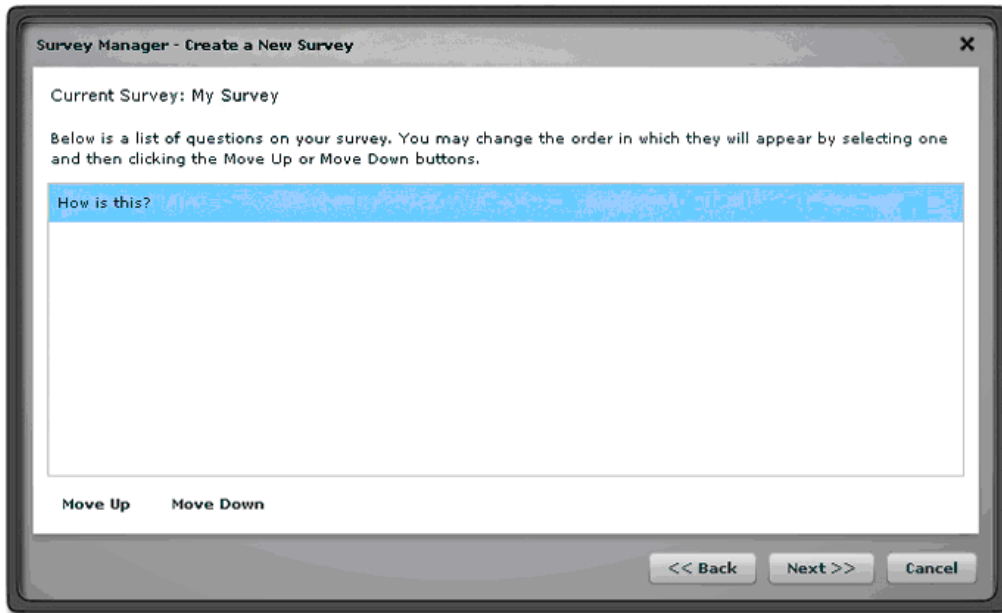 Survey Manager - Create a New Survey
Current Survey: My Survey
Below is a list of questions on your survey. You may change the order in which they will appear by selecting one
and then clicking the Move Up or Move Down buttons.
How is this?
Move Up Move Down
<< Back Next >> Cancel